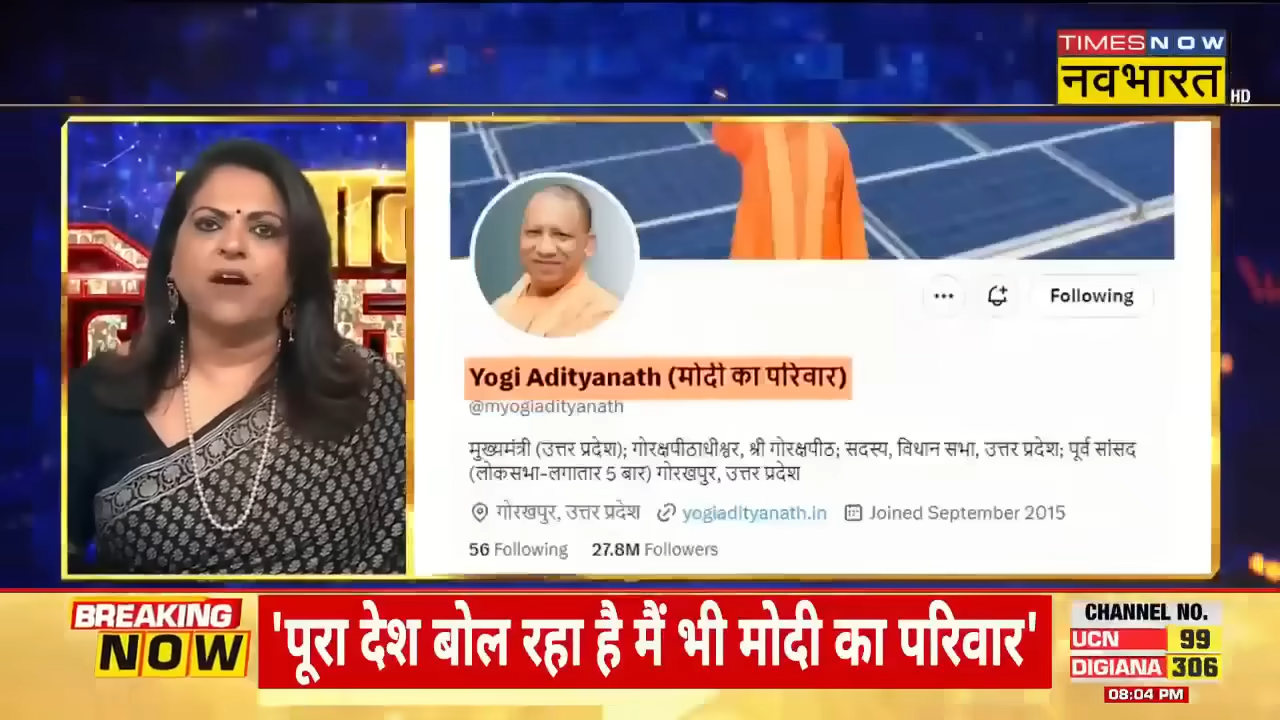 TIMES NOW
नवभारत
HD
Following
Yogi Adityanath (मोदी का परिवार)
@myogiadityanath
मुख्यमंत्री (उत्तर प्रदेश); गोरक्षपीठाधीश्वर, श्री गोरक्षपीठ; सदस्य, विधान सभा, उत्तर प्रदेश; पूर्व सांसद
(लोकसभा-लगातार 5 बार) गोरखपुर, उत्तर प्रदेश
गोरखपुर, उत्तर प्रदेश yogiadityanath.in Joined September 2015
56 Following 27.8M Followers
BREAKING
NOW
'पूरा देश बोल रहा है मैं भी मोदी का परिवार'
CHANNEL NO.
UCN 99
DIGIANA 306
08:04 PM